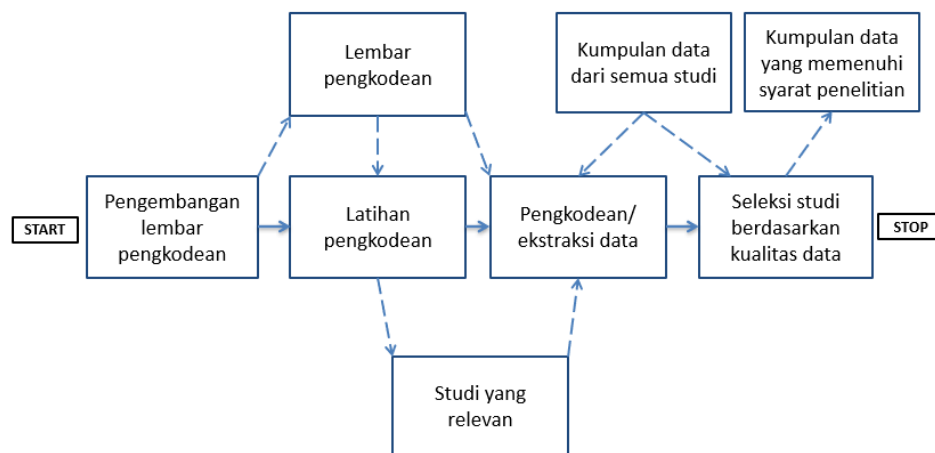 Lembar
pengkodean
Kumpulan data
dari semua studi
Kumpulan data
yang memenuhi
syarat penelitian
START
Pengembangan
lembar
pengkodean
Latihan
pengkodean
Pengkodean/
ekstraksi data
Seleksi studi
berdasarkan
kualitas data
STOP
Studi yang
relevan